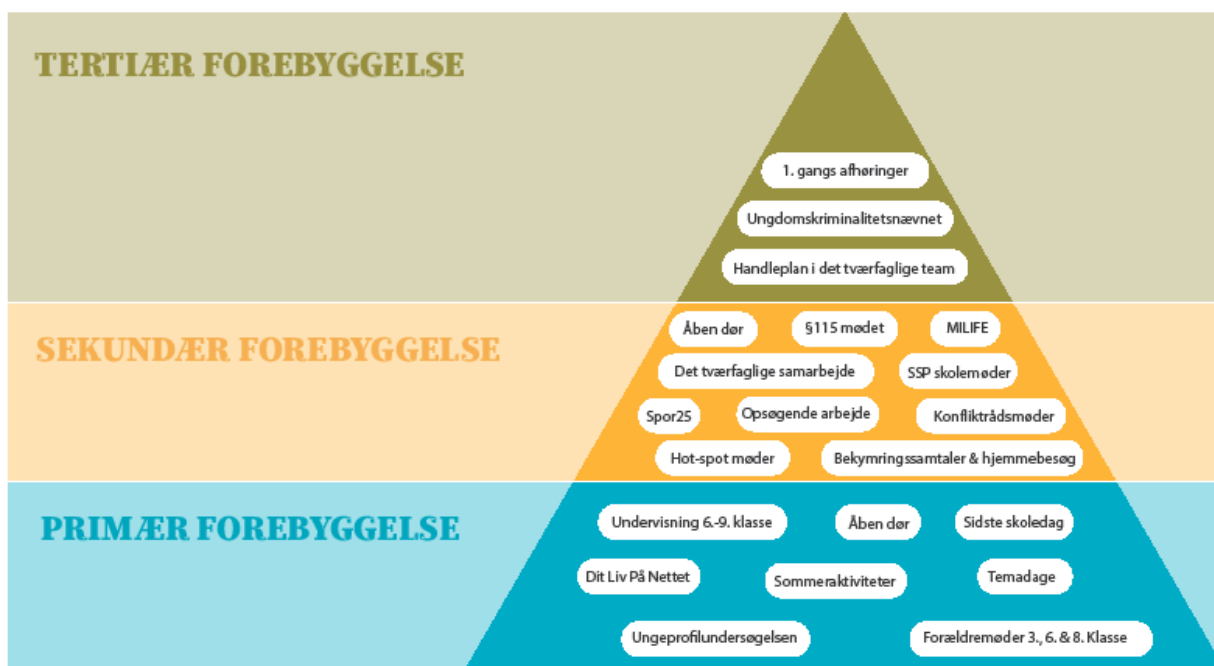 TERTIÆR FOREBYGGELSE
1. gangs afhøringer
Ungdomskriminalitetsnævnet
Handleplan i det tværfaglige team
SEKUNDÆR FOREBYGGELSE
Åben dør
§115 mødet
MILIFE
Det tværfaglige samarbejde
SSP skolemøder
Spor25
Opsøgende arbejde
Konfliktrådsmøder
Hot-spot møder
Bekymringssamtaler & hjemmebesøg
PRIMÆR FOREBYGGELSE
Undervisning 6.-9. klasse
Åben dør
Sidste skoledag
Dit Liv På Nettet
Sommeraktiviteter
Temadage
Ungeprofilundersøgelsen
Forældremøder 3., 6. & 8. Klasse